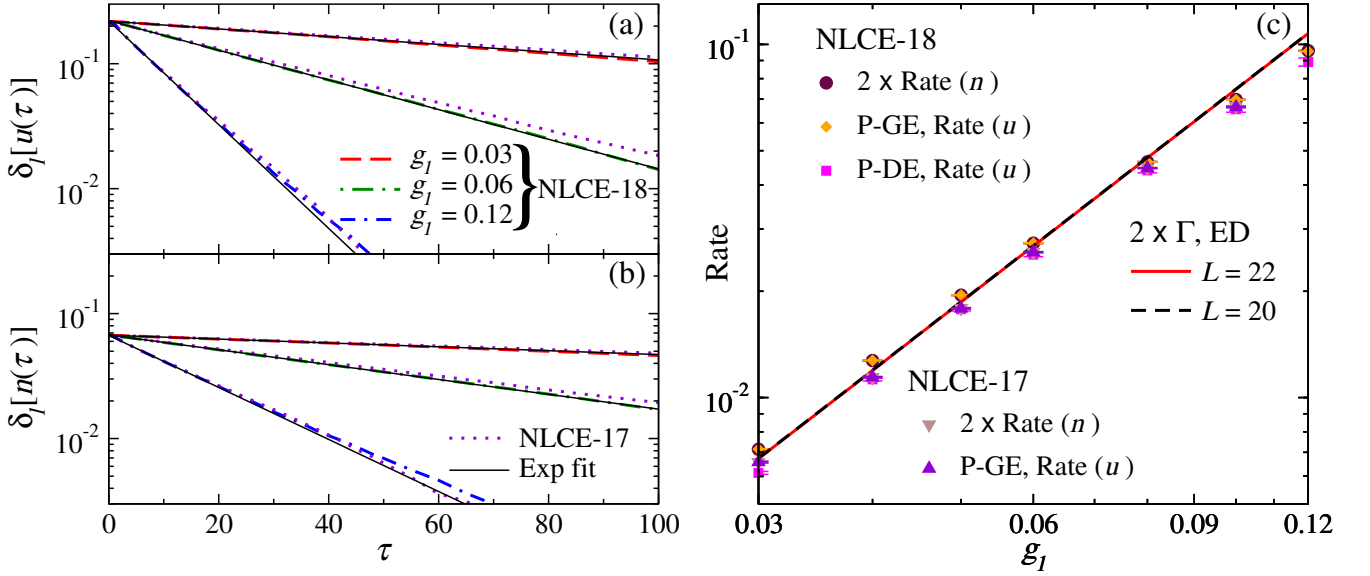 (a)
10⁻¹
10⁻²
δ_l[u(τ)]
g_1 = 0.03
g_1 = 0.06
g_1 = 0.12
NLCE-18
(b)
10⁻¹
10⁻²
δ_l[n(τ)]
NLCE-17
Exp fit
0 20 40 60 80 100
τ
(c)
10⁻¹
10⁻²
Rate
NLCE-18
2 x Rate (n)
P-GE, Rate (u)
P-DE, Rate (u)
2 x Γ, ED
L = 22
L = 20
NLCE-17
2 x Rate (n)
P-GE, Rate (u)
0.03 0.06 0.09 0.12
g_1